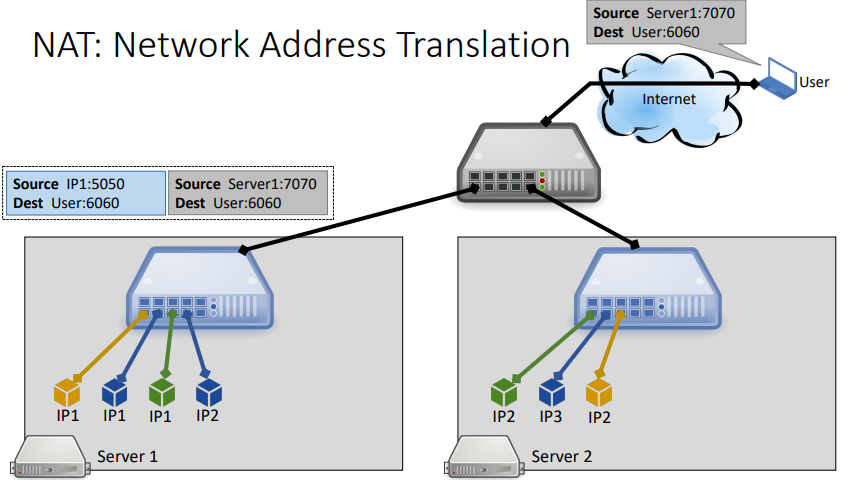 NAT: Network Address Translation
Source Server1:7070
Dest User:6060
User
Internet
Source IP1:5050
Dest User:6060
Source Server1:7070
Dest User:6060
IP1
IP1
IP1
IP2
Server 1
IP2
IP3
IP2
Server 2